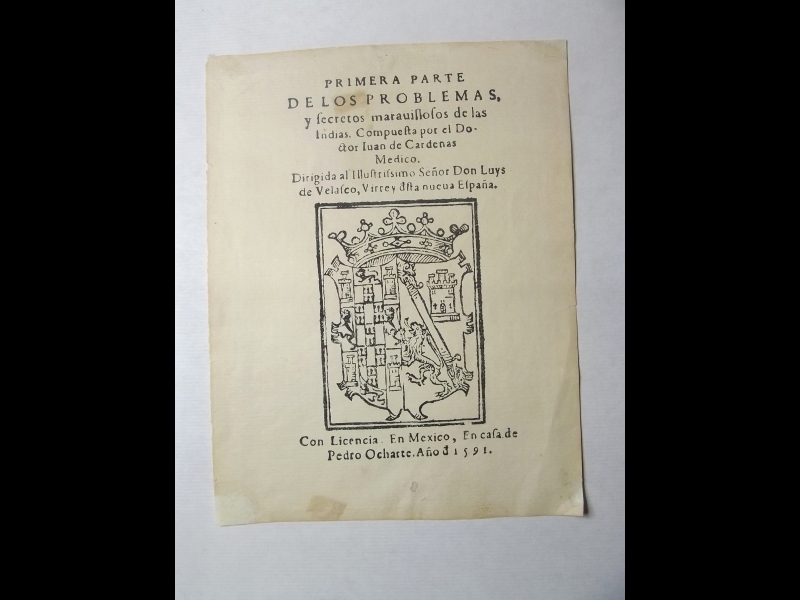 PRIMERA PARTE
DE LOS PROBLEMAS,
y ſecretos marauilloſos de las
Indias. Compueſta por el Do-
ctor Iuan de Cardenas
Medico.
Dirigida al Illuſtriſsimo Señor Don Luys
de Velaſco, Virrey đſta nueua Eſpaña.
Con Licencia. En Mexico, En caſa de
Pedro Ocharte. Año đ 1591.